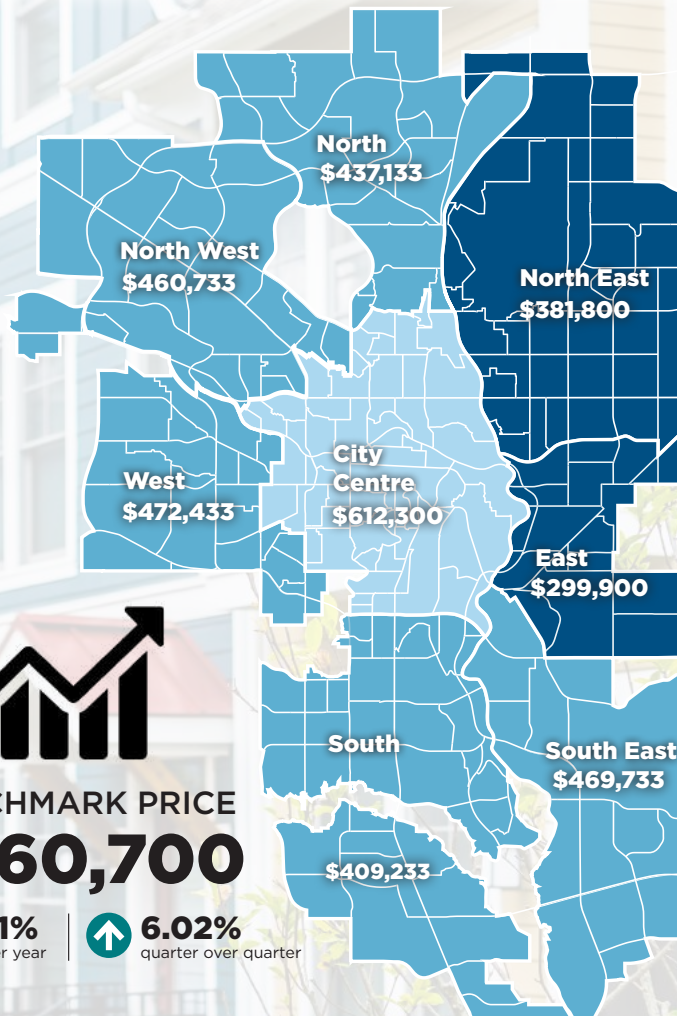 North
$437,133
North West
$460,733
North East
$381,800
City
Centre
$612,300
West
$472,433
East
$299,900
South
$409,233
South East
$469,733
CHMARK PRICE
60,700
1%
r year
6.02%
quarter over quarter